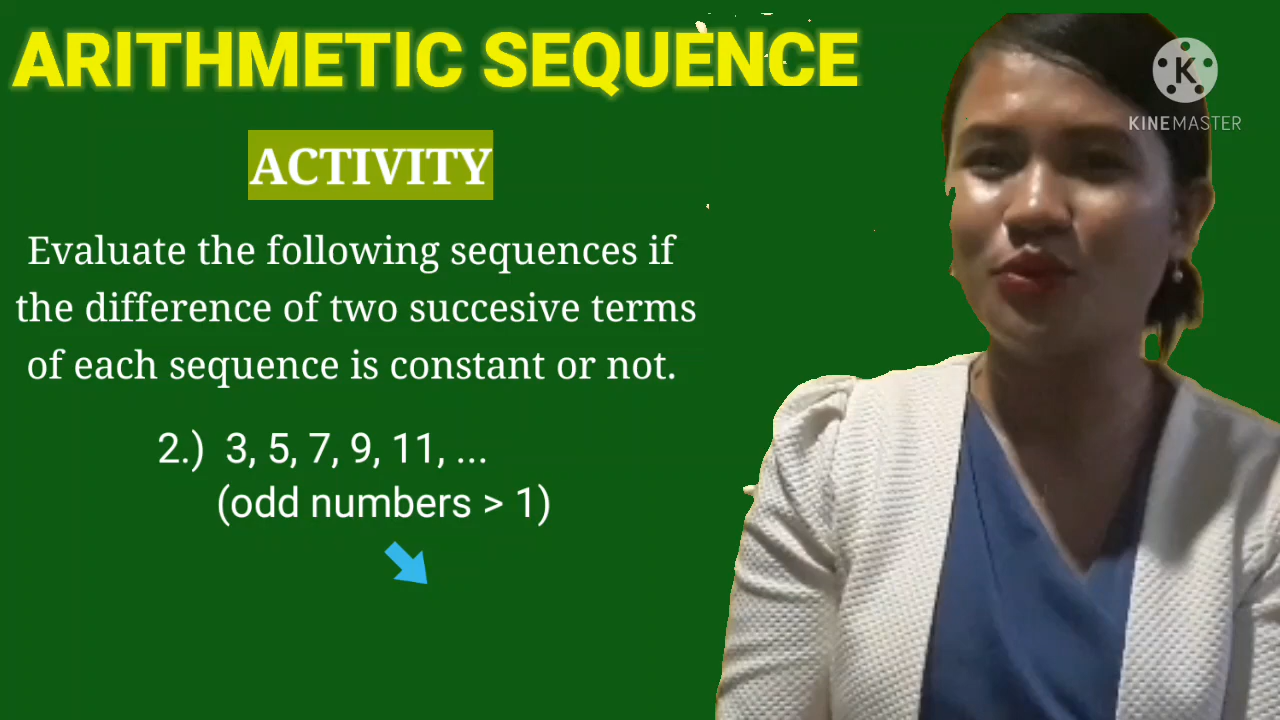 ARITHMETIC SEQUENCE
K
KINEMASTER
ACTIVITY
Evaluate the following sequences if
the difference of two succesive terms
of each sequence is constant or not.
2.) 3, 5, 7, 9, 11, ...
(odd numbers > 1)